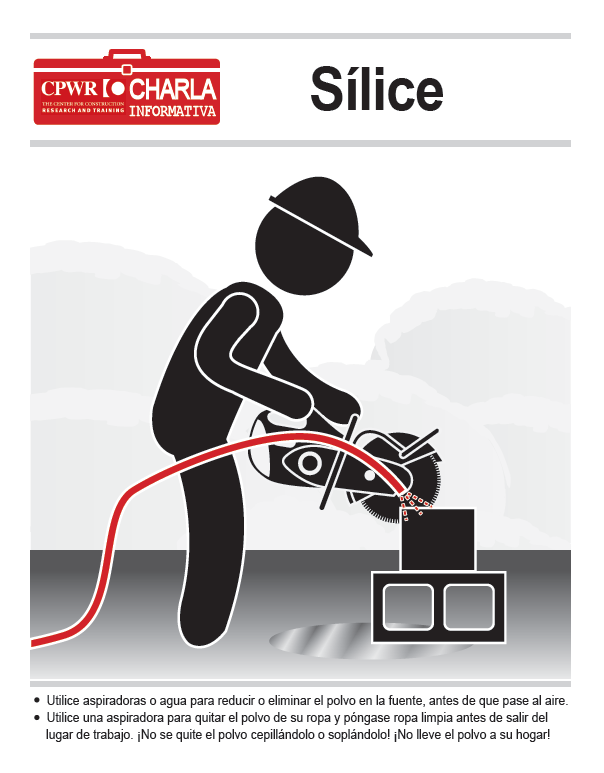 CPWR
CHARLA
THE CENTER FOR CONSTRUCTION
RESEARCH AND TRAINING
INFORMATIVA
Sílice
• Utilice aspiradoras o agua para reducir o eliminar el polvo en la fuente, antes de que pase al aire.
• Utilice una aspiradora para quitar el polvo de su ropa y póngase ropa limpia antes de salir del
lugar de trabajo. ¡No se quite el polvo cepillándolo o soplándolo! ¡No lleve el polvo a su hogar!